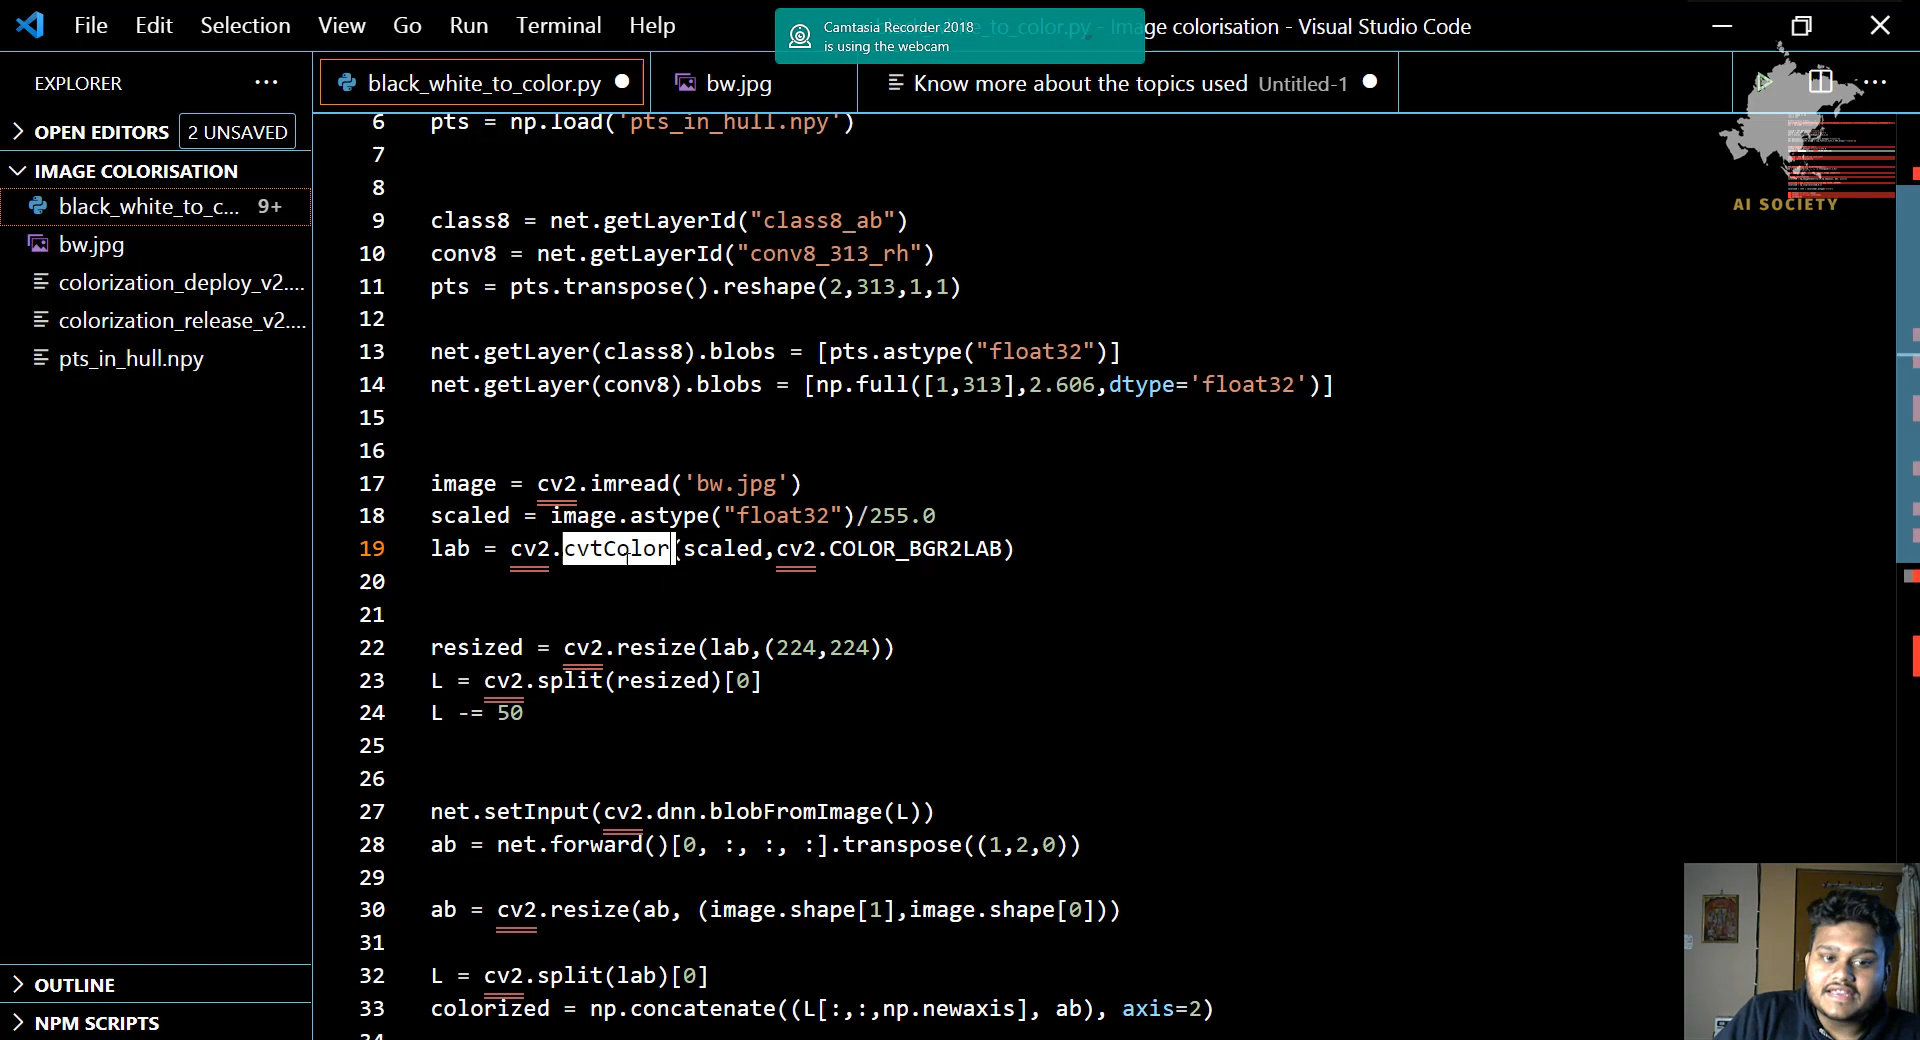 File Edit Selection View Go Run Terminal Help
to_color.py - Image colorisation - Visual Studio Code
Camtasia Recorder 2018
is using the webcam
EXPLORER
black_white_to_color.py
bw.jpg
Know more about the topics used Untitled-1
OPEN EDITORS 2 UNSAVED
IMAGE COLORISATION
black_white_to_c... 9+
bw.jpg
colorization_deploy_v2....
colorization_release_v2....
pts_in_hull.npy
OUTLINE
NPM SCRIPTS
AI SOCIETY
6 pts = np.load('pts_in_hull.npy')
7
8
9 class8 = net.getLayerId("class8_ab")
10 conv8 = net.getLayerId("conv8_313_rh")
11 pts = pts.transpose().reshape(2,313,1,1)
12
13 net.getLayer(class8).blobs = [pts.astype("float32")]
14 net.getLayer(conv8).blobs = [np.full([1,313],2.606,dtype='float32')]
15
16
17 image = cv2.imread('bw.jpg')
18 scaled = image.astype("float32")/255.0
19 lab = cv2.cvtColor(scaled,cv2.COLOR_BGR2LAB)
20
21
22 resized = cv2.resize(lab,(224,224))
23 L = cv2.split(resized)[0]
24 L -= 50
25
26
27 net.setInput(cv2.dnn.blobFromImage(L))
28 ab = net.forward()[0, :, :, :].transpose((1,2,0))
29
30 ab = cv2.resize(ab, (image.shape[1],image.shape[0]))
31
32 L = cv2.split(lab)[0]
33 colorized = np.concatenate((L[:,:,np.newaxis], ab), axis=2)
34